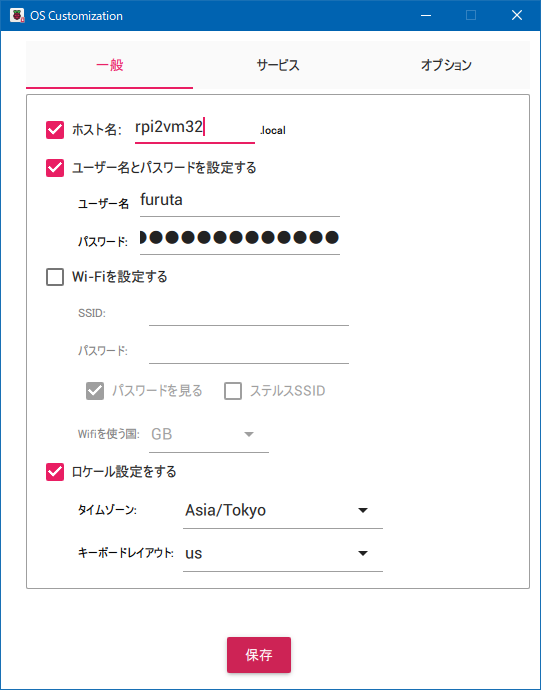 OS Customization
一般 サービス オプション
ホスト名: rpi2vm32 .local
ユーザー名とパスワードを設定する
ユーザー名 furuta
パスワード: ●●●●●●●●●●●●●
Wi-Fiを設定する
SSID:
パスワード:
パスワードを見る ステルスSSID
Wifiを使う国: GB
ロケール設定をする
タイムゾーン: Asia/Tokyo
キーボードレイアウト: us
保存